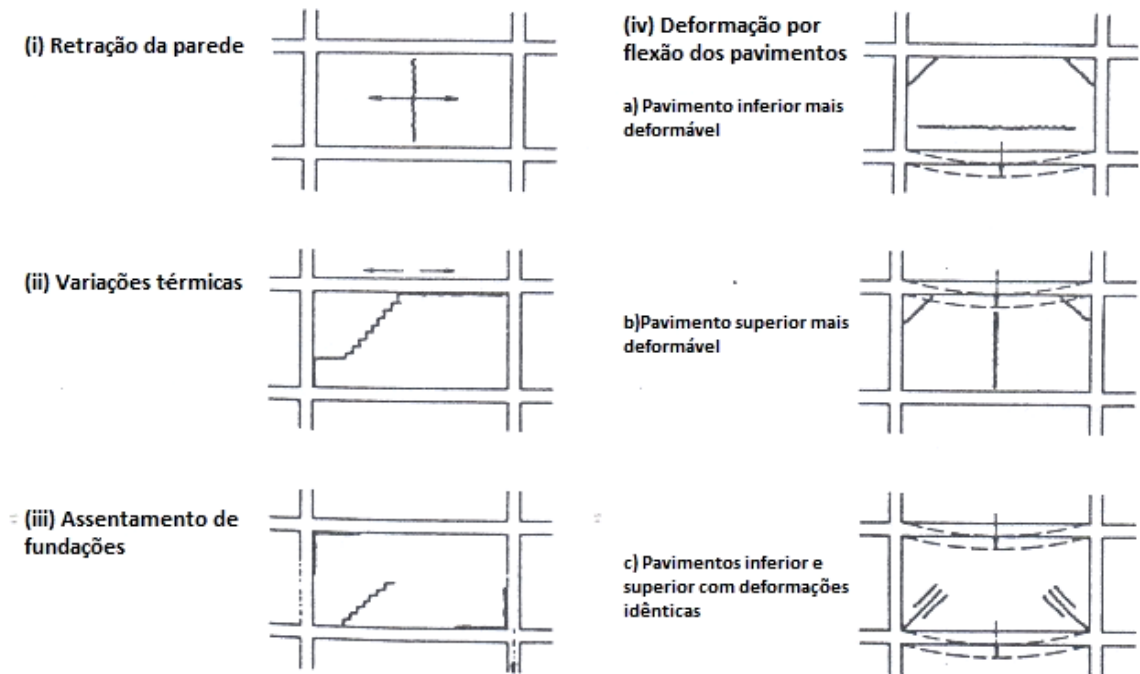 (i) Retração da parede
(ii) Variações térmicas
(iii) Assentamento de
fundações
(iv) Deformação por
flexão dos pavimentos
a) Pavimento inferior mais
deformável
b)Pavimento superior mais
deformável
c) Pavimentos inferior e
superior com deformações
idênticas